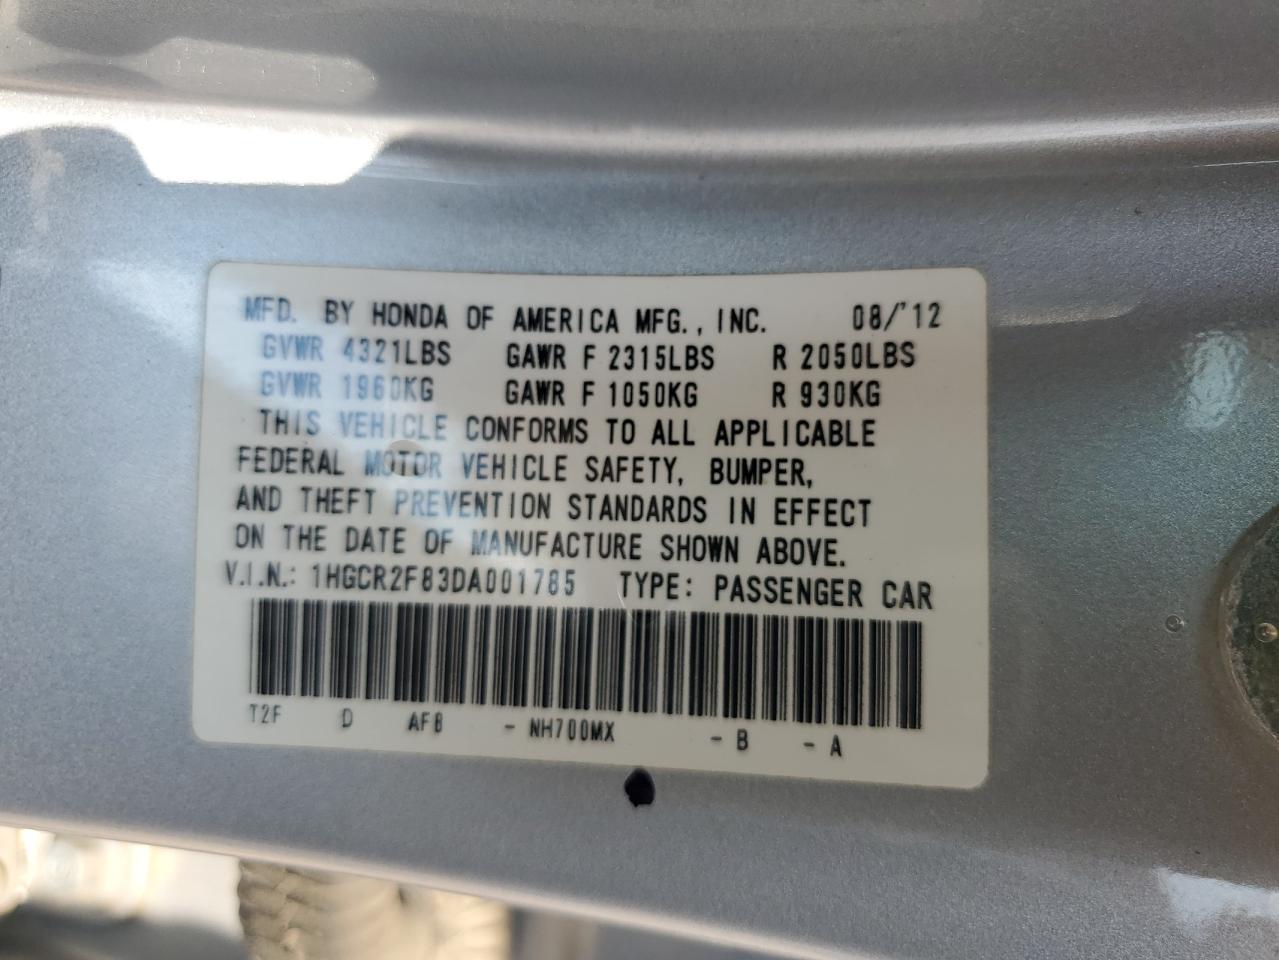 MFD. BY HONDA OF AMERICA MFG., INC. 08/'12
GVWR 4321LBS GAWR F 2315LBS R 2050LBS
GVWR 1960KG GAWR F 1050KG R 930KG
THIS VEHICLE CONFORMS TO ALL APPLICABLE
FEDERAL MOTOR VEHICLE SAFETY, BUMPER,
AND THEFT PREVENTION STANDARDS IN EFFECT
ON THE DATE OF MANUFACTURE SHOWN ABOVE.
V.I.N.: 1HGCR2F83DA001785 TYPE: PASSENGER CAR
T2F D AF8 - NH700MX - B - A